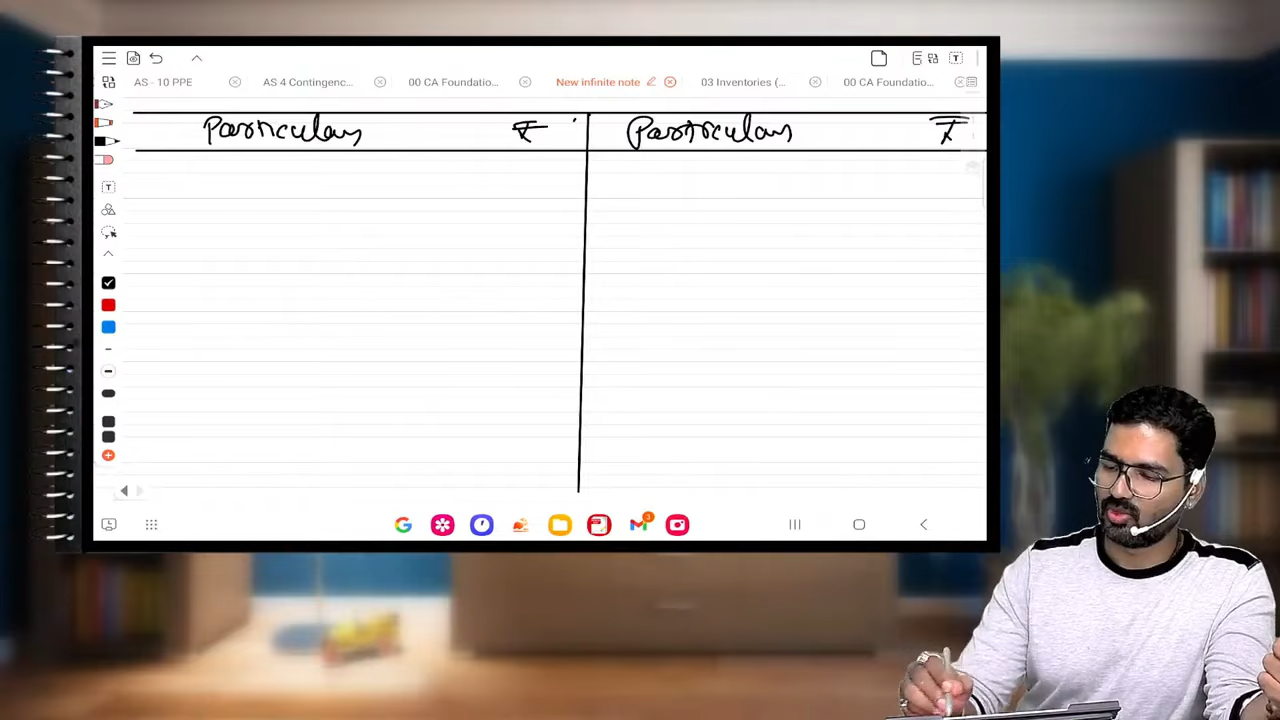 AS - 10 PPE
AS 4 Contingenc...
00 CA Foundatio...
New infinite note
03 Inventories (...
00 CA Foundatio...
Particulars ₹ Particulars ₹
3